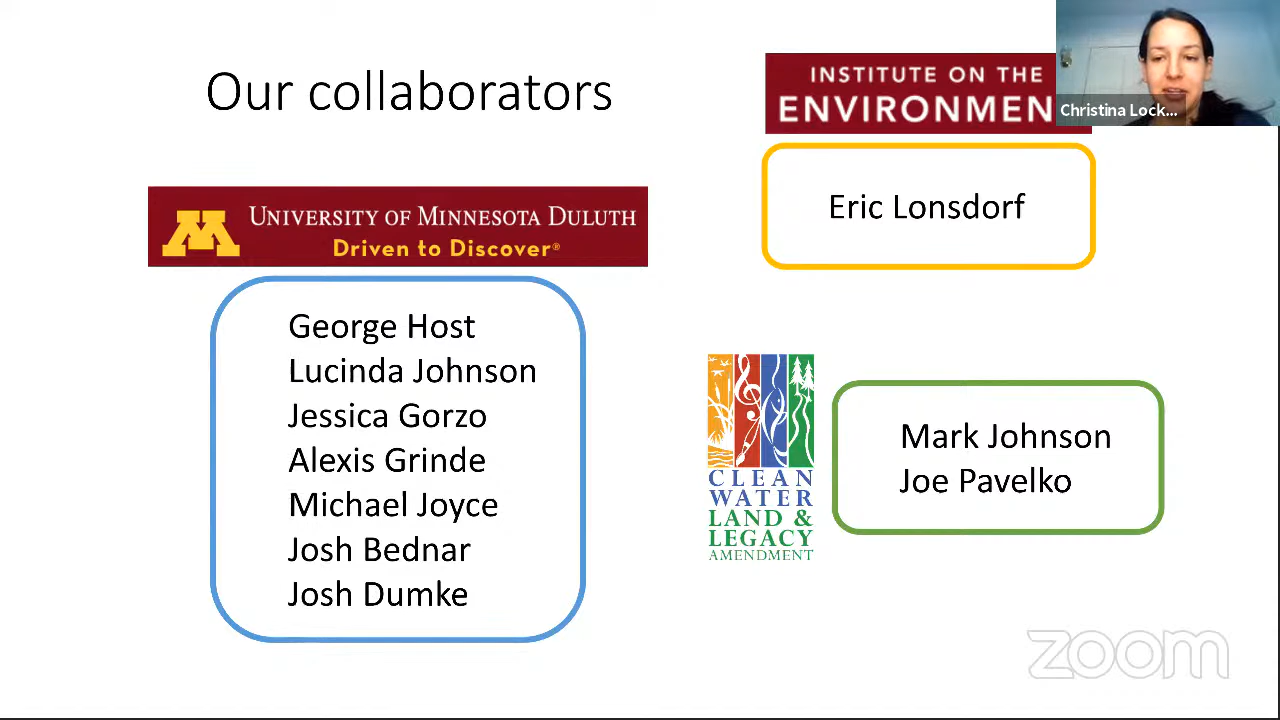 Our collaborators
INSTITUTE ON THE
ENVIRONMEN
Christina Lock...
Eric Lonsdorf
UNIVERSITY OF MINNESOTA DULUTH
Driven to Discover®
George Host
Lucinda Johnson
Jessica Gorzo
Alexis Grinde
Michael Joyce
Josh Bednar
Josh Dumke
CLEAN
WATER
LAND &
LEGACY
AMENDMENT
Mark Johnson
Joe Pavelko
zoom